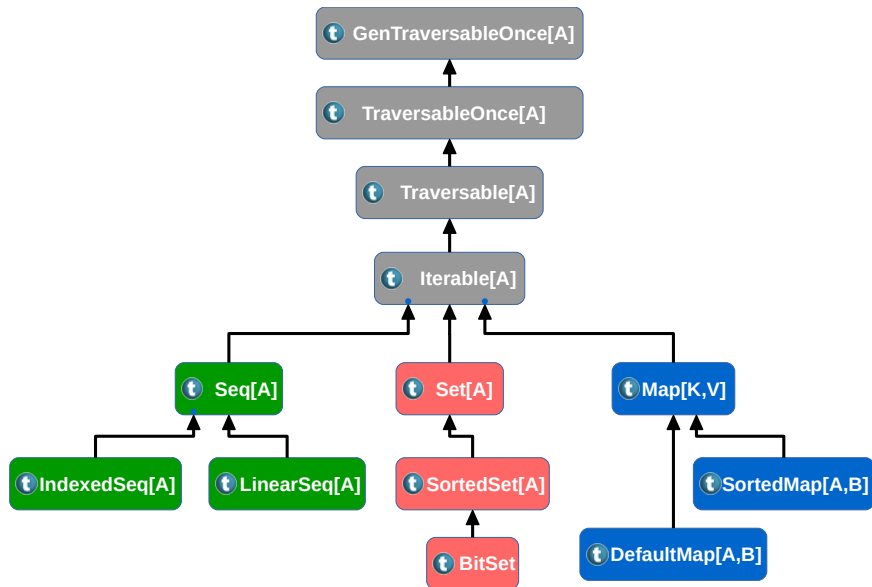 t GenTraversableOnce[A]
t TraversableOnce[A]
t Traversable[A]
t Iterable[A]
t Seq[A]
t Set[A]
t Map[K,V]
t IndexedSeq[A]
t LinearSeq[A]
t SortedSet[A]
t SortedMap[A,B]
t BitSet
t DefaultMap[A,B]